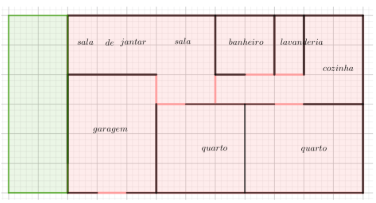 sala de jantar sala banheiro lavanderia
cozinha
garagem
quarto quarto